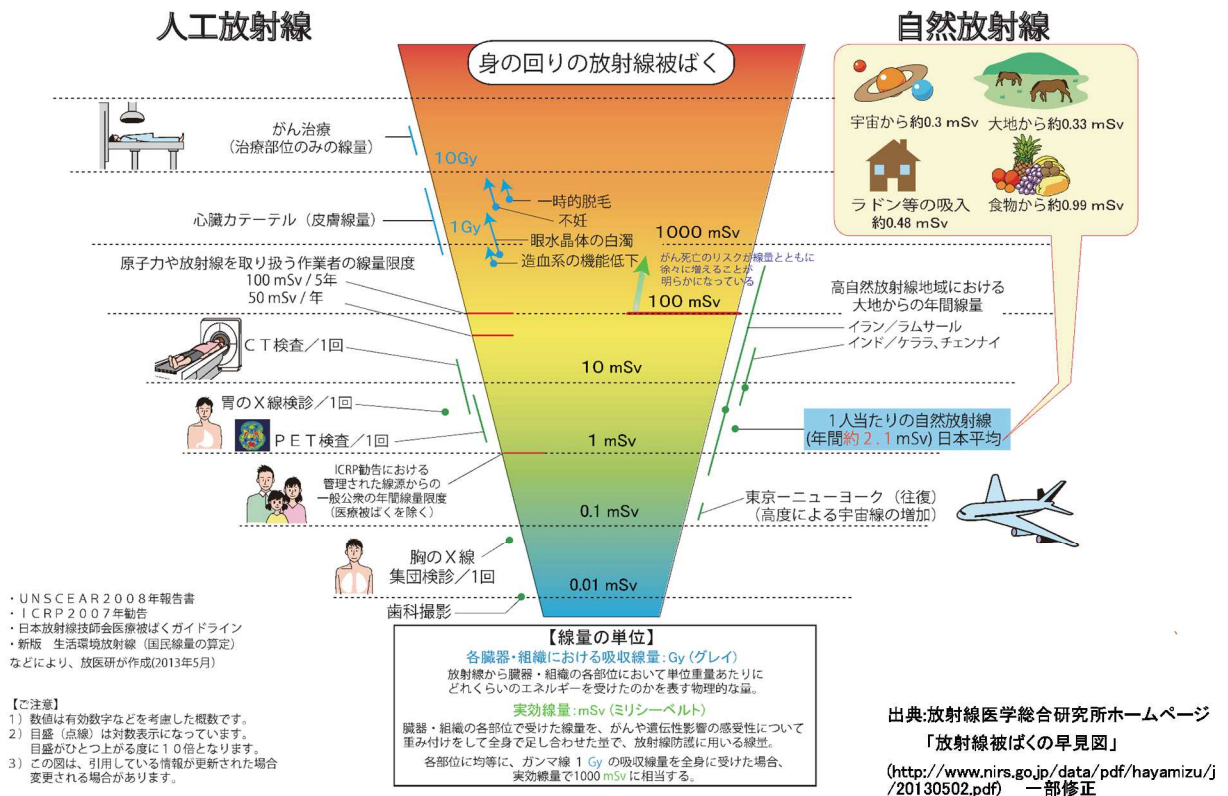 人工放射線
自然放射線
身の回りの放射線被ばく
がん治療
(治療部位のみの線量)
10Gy
心臓カテーテル(皮膚線量)
1Gy
一時的脱毛
不妊
眼水晶体の白濁
造血系の機能低下
原子力や放射線を取り扱う作業者の線量限度
100 mSv / 5年
50 mSv / 年
CT検査/1回
胃のX線検診/1回
PET検査/1回
ICRP勧告における
管理された線源からの
一般公衆の年間線量限度
(医療被ばくを除く)
胸のX線
集団検診/1回
歯科撮影
1000 mSv
がん死亡のリスクが線量とともに
徐々に増えることが
明らかになっている
100 mSv
10 mSv
1 mSv
0.1 mSv
0.01 mSv
宇宙から約0.3 mSv
大地から約0.33 mSv
ラドン等の吸入
約0.48 mSv
食物から約0.99 mSv
高自然放射線地域における
大地からの年間線量
イラン/ラムサール
インド/ケララ、チェンナイ
1人当たりの自然放射線
(年間約2.1mSv)日本平均
東京ーニューヨーク(往復)
(高度による宇宙線の増加)
・UNSCEAR2008年報告書
・ICRP2007年勧告
・日本放射線技師会医療被ばくガイドライン
・新版 生活環境放射線(国民線量の算定)
などにより、放医研が作成(2013年5月)
【ご注意】
1)数値は有効数字などを考慮した概数です。
2)目盛(点線)は対数表示になっています。
目盛がひとつ上がる度に10倍となります。
3)この図は、引用している情報が更新された場合
変更される場合があります。
【線量の単位】
各臓器・組織における吸収線量:Gy(グレイ)
放射線から臓器・組織の各部位において単位重量あたりに
どれくらいのエネルギーを受けたのかを表す物理的な量。
実効線量:mSv(ミリシーベルト)
臓器・組織の各部位で受けた線量を、がんや遺伝性影響の感受性について
重み付けをして全身で足し合わせた量で、放射線防護に用いる線量。
各部位に均等に、ガンマ線 1 Gy の吸収線量を全身に受けた場合、
実効線量で1000 mSv に相当する。
出典:放射線医学総合研究所ホームページ
「放射線被ばくの早見図」
(http://www.nirs.go.jp/data/pdf/hayamizu/j
/20130502.pdf) 一部修正